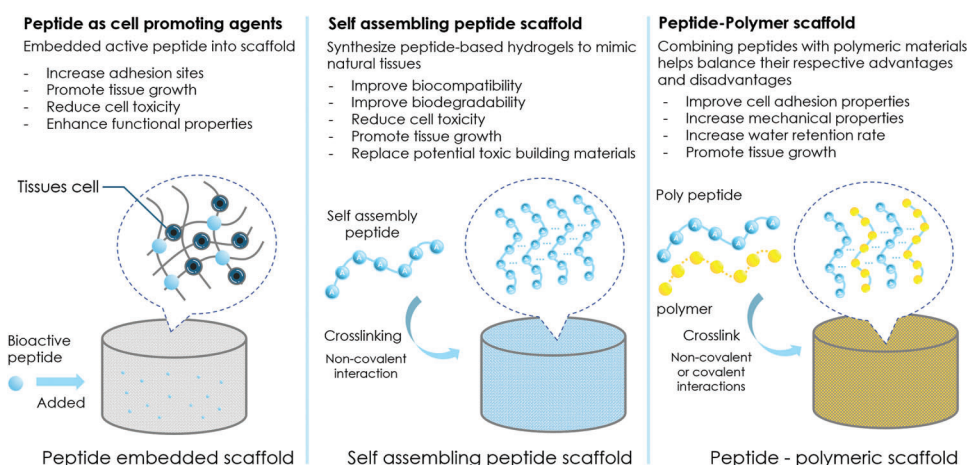 Peptide as cell promoting agents
Embedded active peptide into scaffold
- Increase adhesion sites
- Promote tissue growth
- Reduce cell toxicity
- Enhance functional properties
Tissues cell
Bioactive
peptide
Added
Peptide embedded scaffold
Self assembling peptide scaffold
Synthesize peptide-based hydrogels to mimic
natural tissues
- Improve biocompatibility
- Improve biodegradability
- Reduce cell toxicity
- Promote tissue growth
- Replace potential toxic building materials
Self assembly
peptide
A A A A A A
Crosslinking
Non-covalent
interaction
Self assembling peptide scaffold
Peptide-Polymer scaffold
Combining peptides with polymeric materials
helps balance their respective advantages
and disadvantages
- Improve cell adhesion properties
- Increase mechanical properties
- Increase water retention rate
- Promote tissue growth
Poly peptide
A A A A A A
polymer
Crosslink
Non-covalent
or covalent
interactions
Peptide - polymeric scaffold